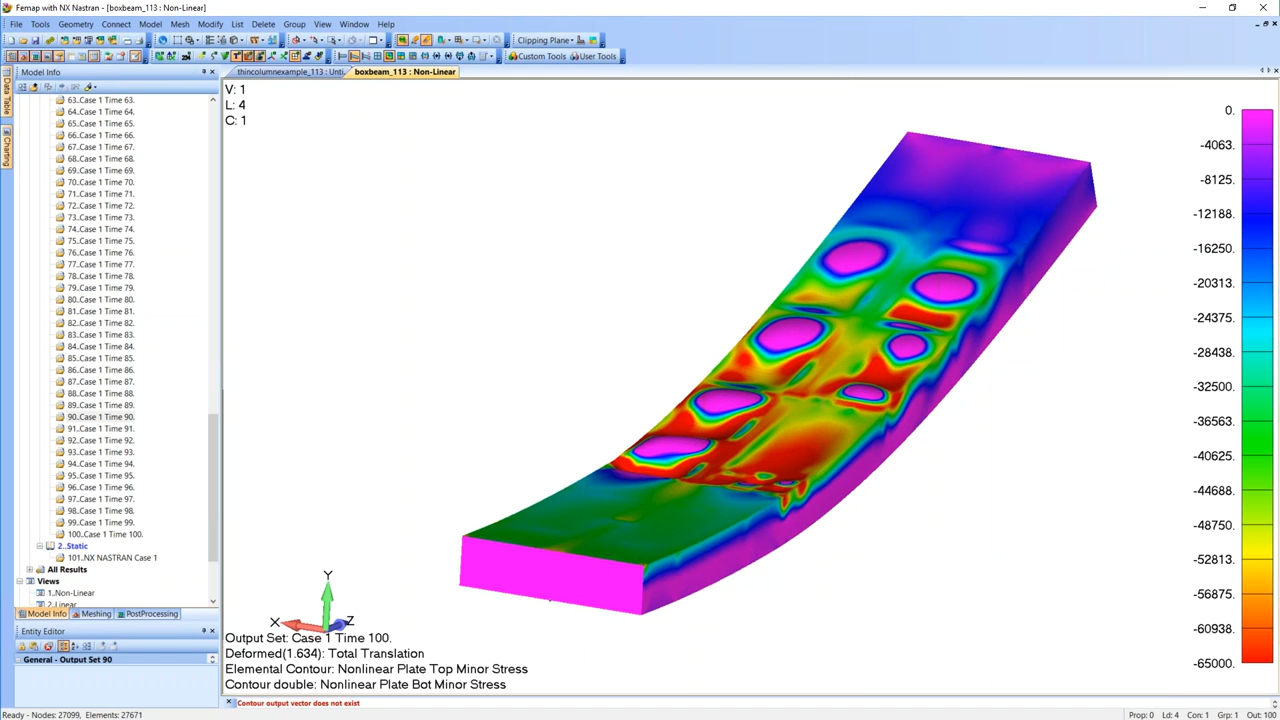 Femap with NX Nastran - [boxbeam_113 : Non-Linear]
File Tools Geometry Connect Model Mesh Modify List Delete Group View Window Help
Clipping Plane
Custom Tools User Tools
Model Info
thincolumnexample_113 : Unti..
boxbeam_113 : Non-Linear
Data Table
Charting
63..Case 1 Time 63.
64..Case 1 Time 64.
65..Case 1 Time 65.
66..Case 1 Time 66.
67..Case 1 Time 67.
68..Case 1 Time 68.
69..Case 1 Time 69.
70..Case 1 Time 70.
71..Case 1 Time 71.
72..Case 1 Time 72.
73..Case 1 Time 73.
74..Case 1 Time 74.
75..Case 1 Time 75.
76..Case 1 Time 76.
77..Case 1 Time 77.
78..Case 1 Time 78.
79..Case 1 Time 79.
80..Case 1 Time 80.
81..Case 1 Time 81.
82..Case 1 Time 82.
83..Case 1 Time 83.
84..Case 1 Time 84.
85..Case 1 Time 85.
86..Case 1 Time 86.
87..Case 1 Time 87.
88..Case 1 Time 88.
89..Case 1 Time 89.
90..Case 1 Time 90.
91..Case 1 Time 91.
92..Case 1 Time 92.
93..Case 1 Time 93.
94..Case 1 Time 94.
95..Case 1 Time 95.
96..Case 1 Time 96.
97..Case 1 Time 97.
98..Case 1 Time 98.
99..Case 1 Time 99.
100..Case 1 Time 100.
2..Static
101..NX NASTRAN Case 1
All Results
Views
1..Non-Linear
2..Linear
Model Info Meshing PostProcessing
Entity Editor
General - Output Set 90
V: 1
L: 4
C: 1
0.
-4063.
-8125.
-12188.
-16250.
-20313.
-24375.
-28438.
-32500.
-36563.
-40625.
-44688.
-48750.
-52813.
-56875.
-60938.
-65000.
Y
X
Z
Output Set: Case 1 Time 100.
Deformed(1.634): Total Translation
Elemental Contour: Nonlinear Plate Top Minor Stress
Contour double: Nonlinear Plate Bot Minor Stress
Contour output vector does not exist
Ready - Nodes: 27099, Elements: 27671
Prop: 0 Ld: 4 Con: 1 Grp: 1 Out: 100